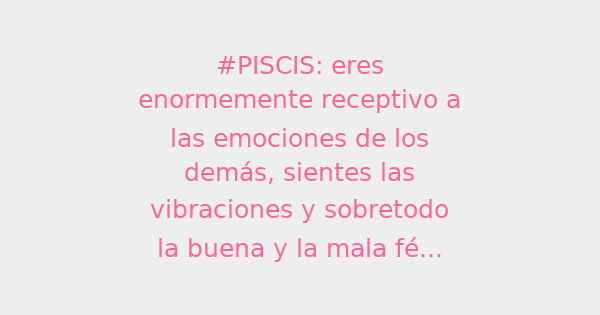 #PISCIS: eres
enormemente receptivo a
las emociones de los
demás, sientes las
vibraciones y sobretodo
la buena y la mala fé...